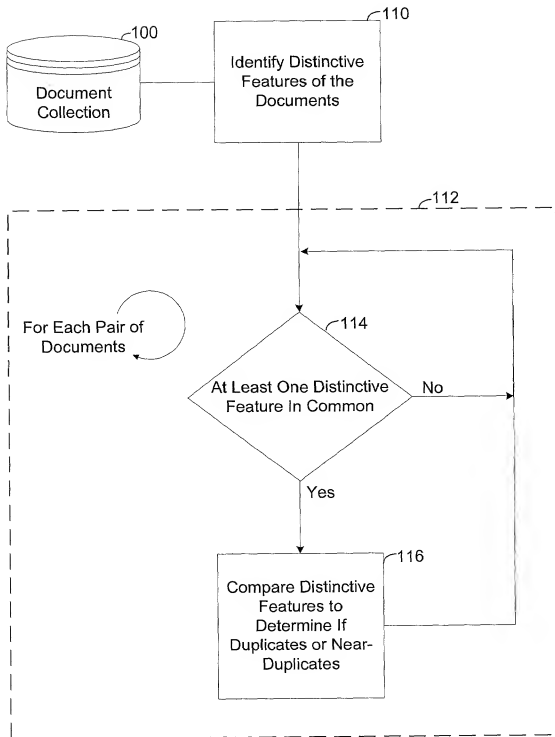 100
110
Document
Collection
Identify Distinctive
Features of the
Documents
112
For Each Pair of
Documents
114
At Least One Distinctive
Feature In Common
No
Yes
116
Compare Distinctive
Features to
Determine If
Duplicates or Near-
Duplicates